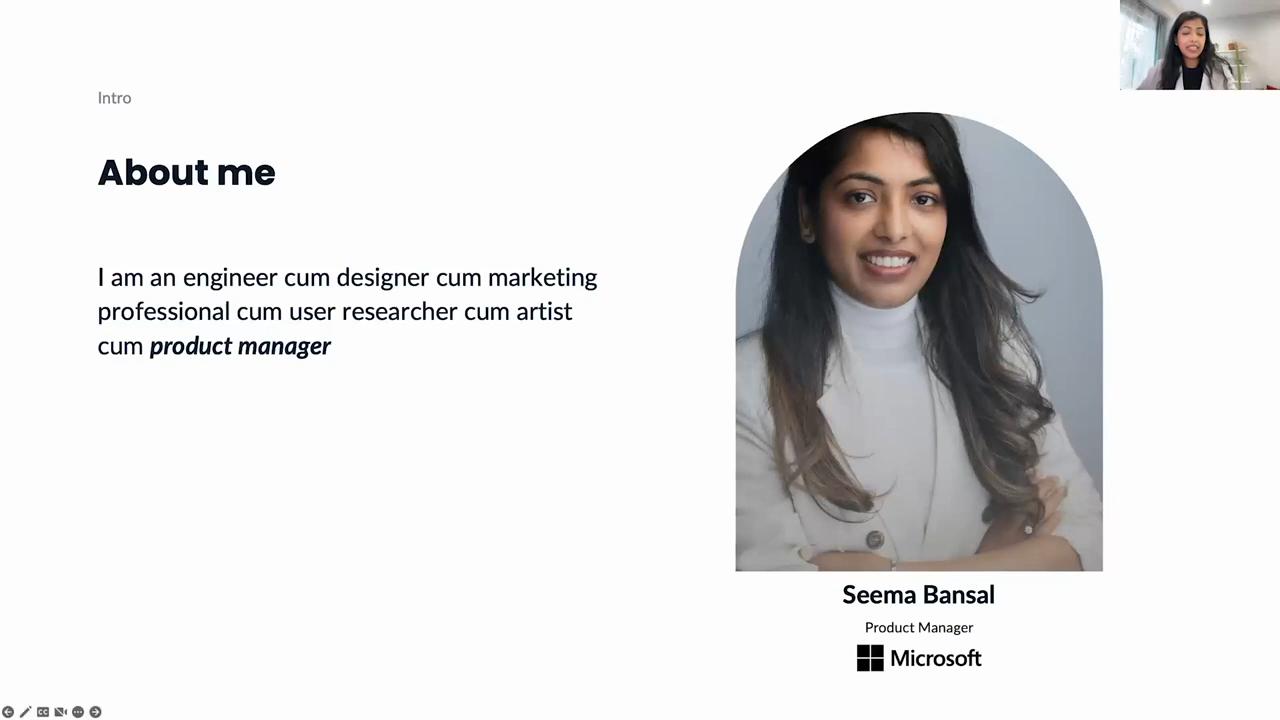 Intro
About me
I am an engineer cum designer cum marketing
professional cum user researcher cum artist
cum product manager
Seema Bansal
Product Manager
Microsoft